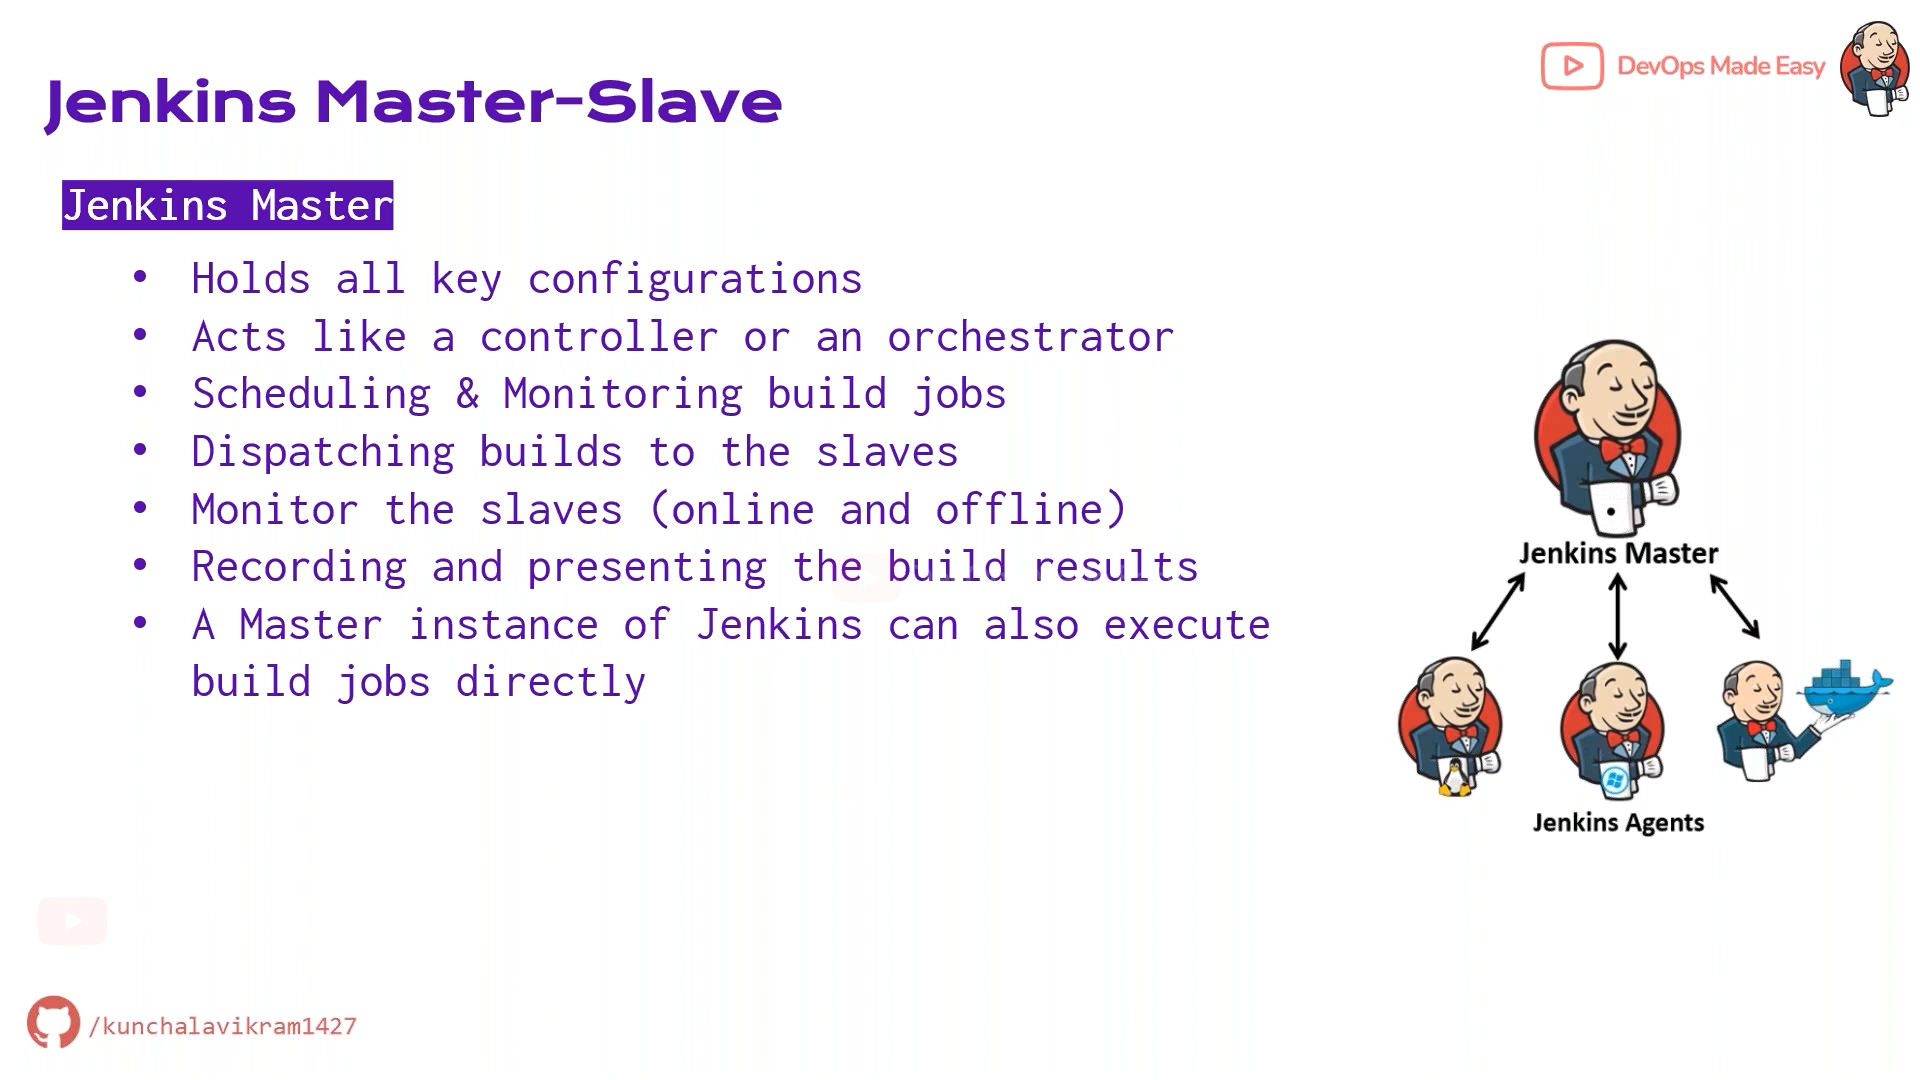 DevOps Made Easy
Jenkins Master-Slave
Jenkins Master
• Holds all key configurations
• Acts like a controller or an orchestrator
• Scheduling & Monitoring build jobs
• Dispatching builds to the slaves
• Monitor the slaves (online and offline)
• Recording and presenting the build results
• A Master instance of Jenkins can also execute
build jobs directly
Jenkins Master
Jenkins Agents
/kunchalavikram1427